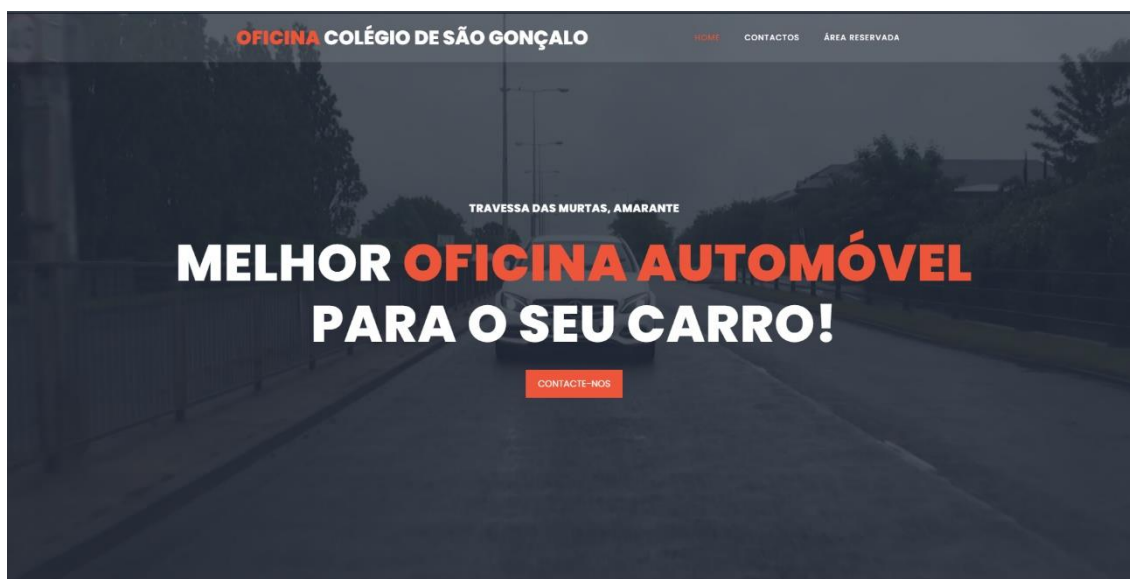 OFICINA COLÉGIO DE SÃO GONÇALO
HOME CONTACTOS ÁREA RESERVADA
TRAVESSA DAS MURTAS, AMARANTE
MELHOR OFICINA AUTOMÓVEL
PARA O SEU CARRO!
CONTACTE-NOS